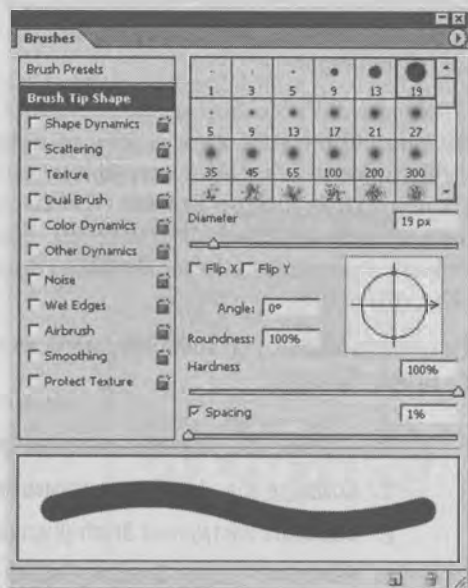 Brushes
Brush Presets
Brush Tip Shape
Shape Dynamics
Scattering
Texture
Dual Brush
Color Dynamics
Other Dynamics
Noise
Wet Edges
Airbrush
Smoothing
Protect Texture
1 3 5 9 13 19
5 9 13 17 21 27
35 45 65 100 200 300
Diameter 19 px
Flip X Flip Y
Angle: 0º
Roundness: 100%
Hardness 100%
Spacing 1%